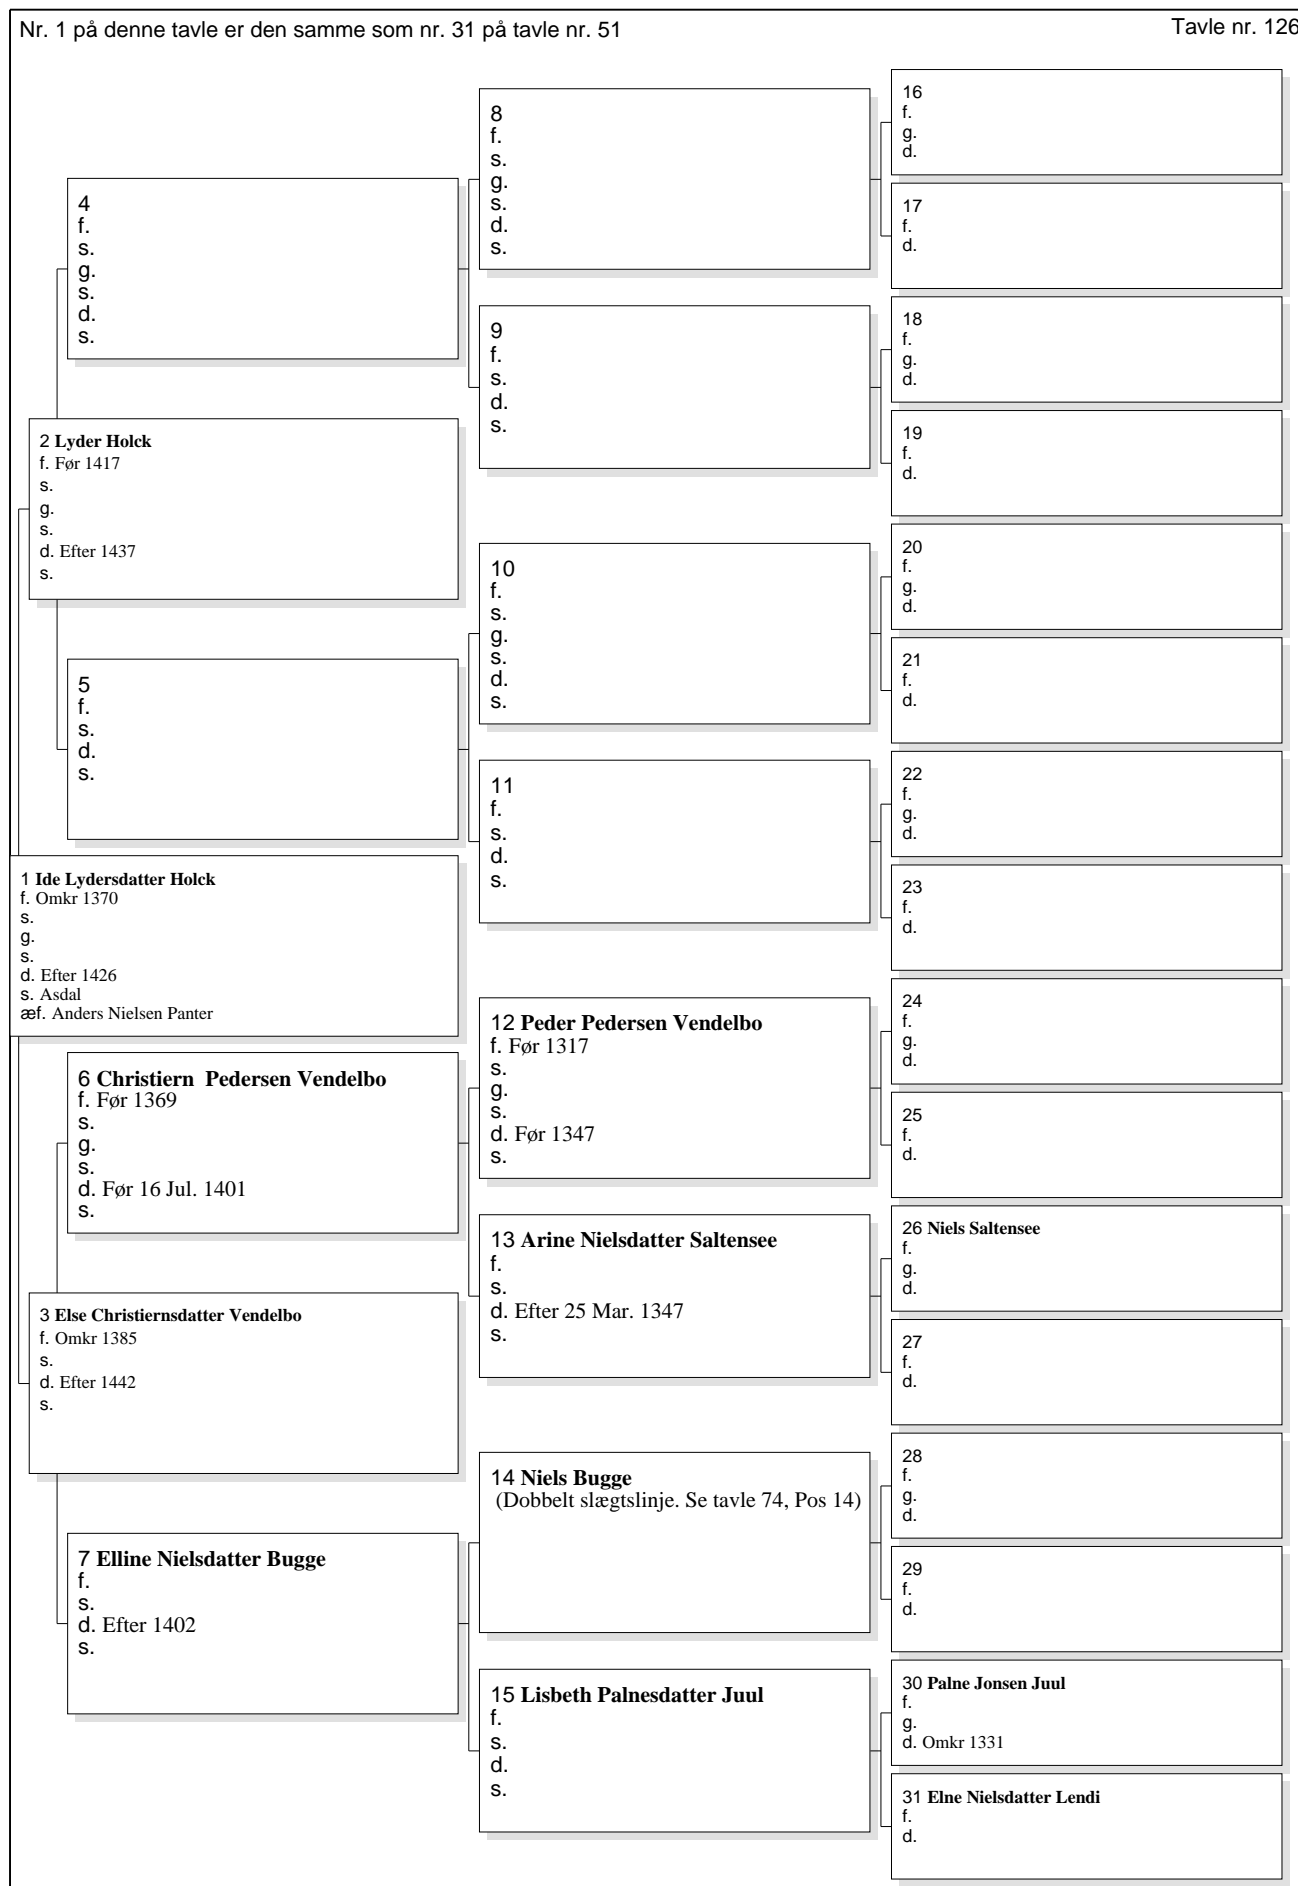 Nr. 1 på denne tavle er den samme som nr. 31 på tavle nr. 51
Tavle nr. 126
1 Ide Lydersdatter Holck
f. Omkr 1370
s.
g.
s.
d. Efter 1426
s. Asdal
æf. Anders Nielsen Panter
2 Lyder Holck
f. Før 1417
s.
g.
s.
d. Efter 1437
s.
3 Else Christiernsdatter Vendelbo
f. Omkr 1385
s.
d. Efter 1442
s.
4
f.
s.
g.
s.
d.
s.
5
f.
s.
d.
s.
6 Christiern  Pedersen Vendelbo
f. Før 1369
s.
g.
s.
d. Før 16 Jul. 1401
s.
7 Elline Nielsdatter Bugge
f.
s.
d. Efter 1402
s.
8
f.
s.
g.
s.
d.
s.
9
f.
s.
d.
s.
10
f.
s.
g.
s.
d.
s.
11
f.
s.
d.
s.
12 Peder Pedersen Vendelbo
f. Før 1317
s.
g.
s.
d. Før 1347
s.
13 Arine Nielsdatter Saltensee
f.
s.
d. Efter 25 Mar. 1347
s.
14 Niels Bugge
(Dobbelt slægtslinje. Se tavle 74, Pos 14)
15 Lisbeth Palnesdatter Juul
f.
s.
d.
s.
16
f.
g.
d.
17
f.
d.
18
f.
g.
d.
19
f.
d.
20
f.
g.
d.
21
f.
d.
22
f.
g.
d.
23
f.
d.
24
f.
g.
d.
25
f.
d.
26 Niels Saltensee
f.
g.
d.
27
f.
d.
28
f.
g.
d.
29
f.
d.
30 Palne Jonsen Juul
f.
g.
d. Omkr 1331
31 Elne Nielsdatter Lendi
f.
d.